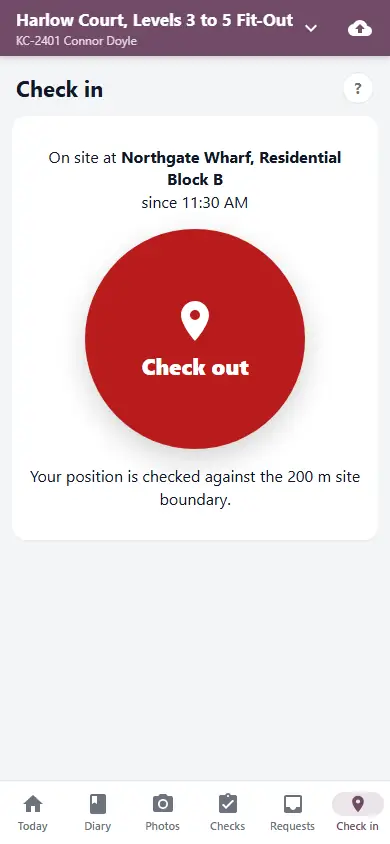 Harlow Court, Levels 3 to 5 Fit-Out
KC-2401 Connor Doyle
Check in
?
On site at Northgate Wharf, Residential
Block B
since 11:30 AM
Check out
Your position is checked against the 200 m site
boundary.
Today
Diary
Photos
Checks
Requests
Check in